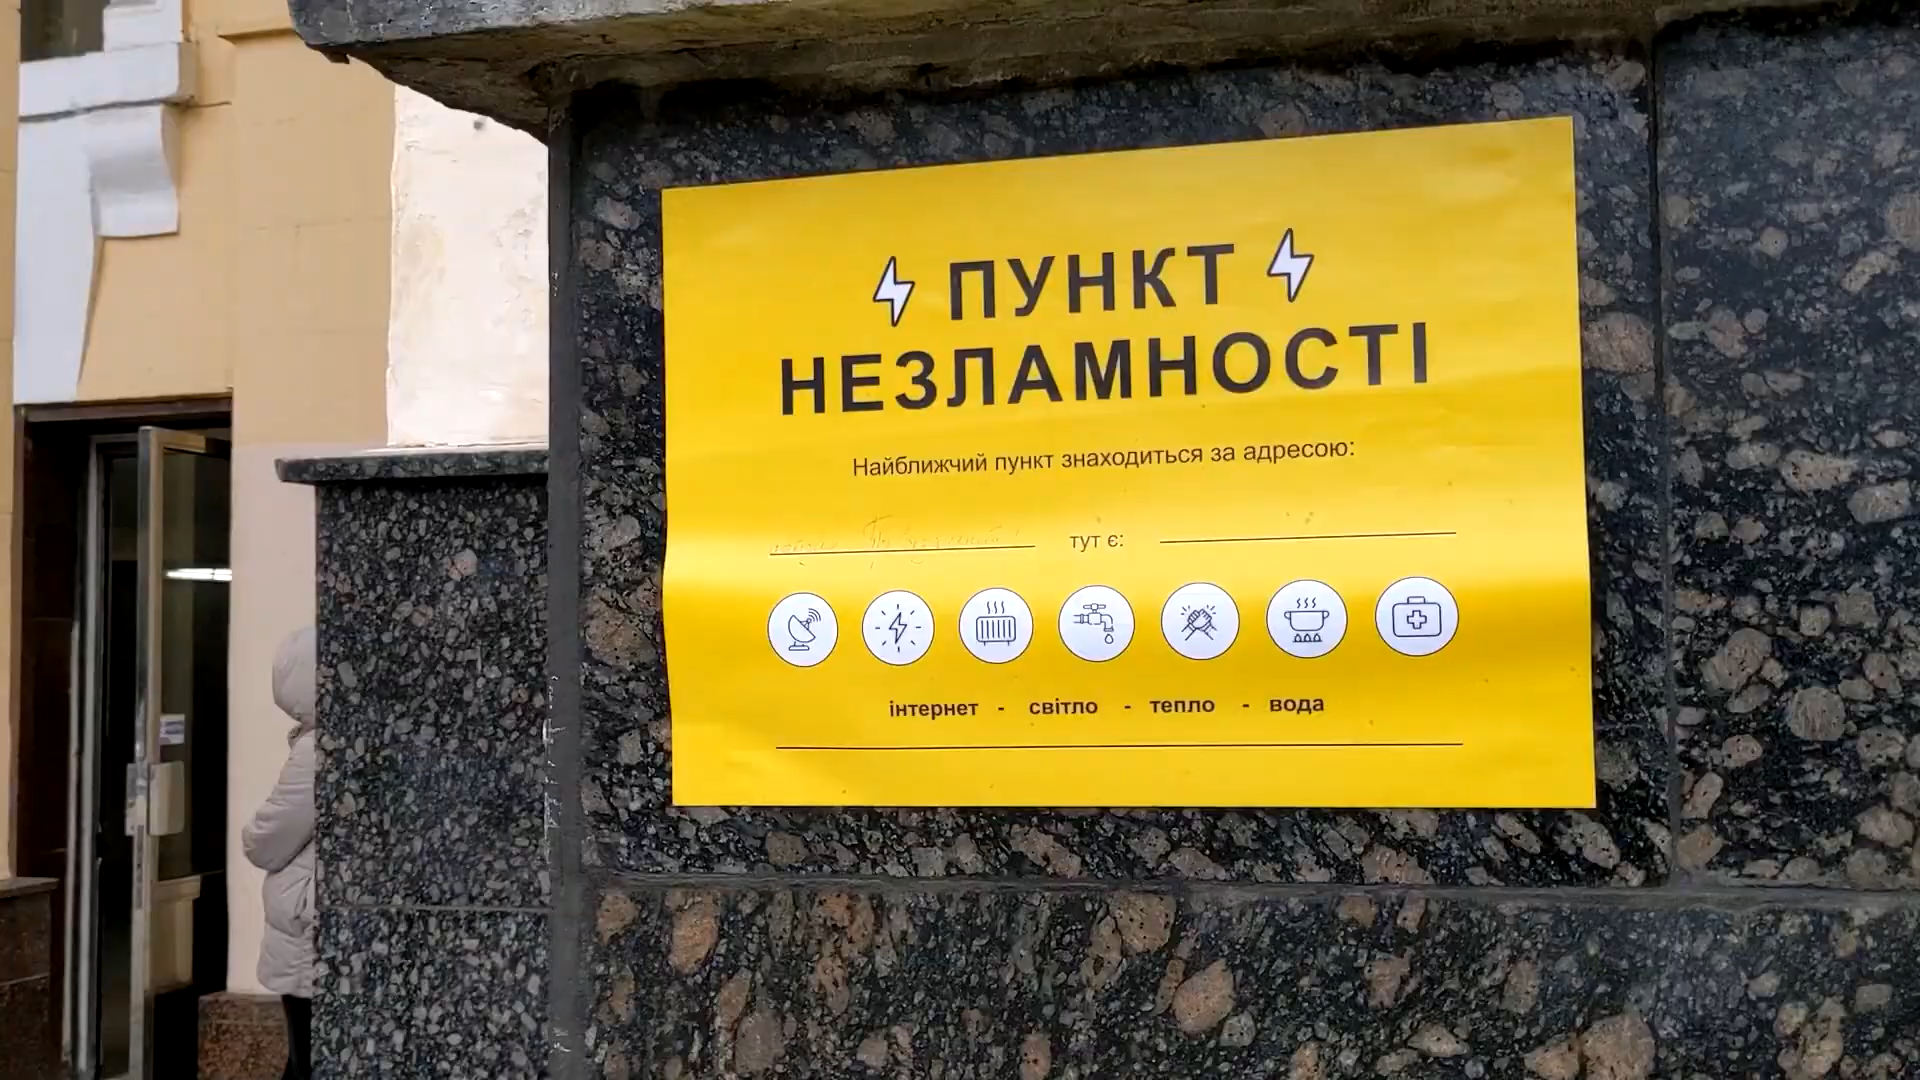 ПУНКТ
НЕЗЛАМНОСТІ
Найближчий пункт знаходиться за адресою:
тут є:
інтернет - світло - тепло - вода